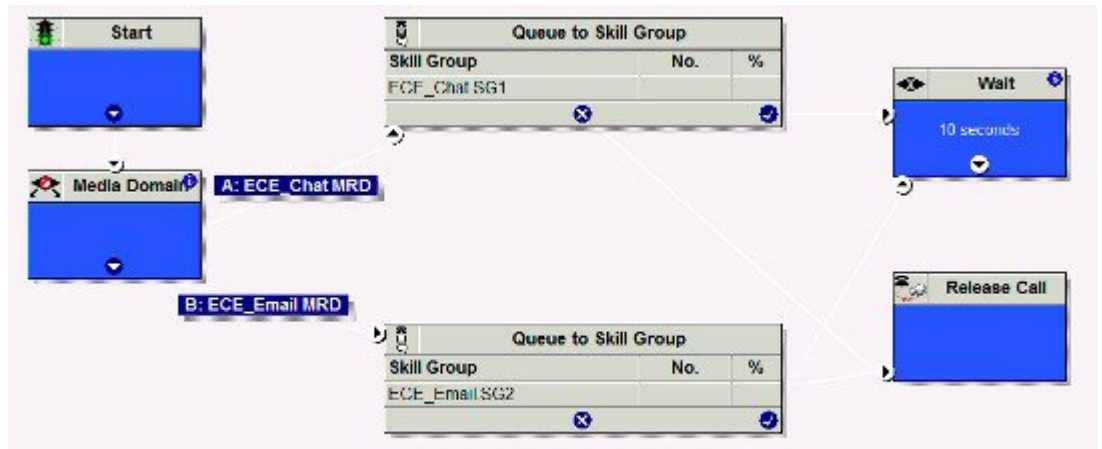 Start
Media Domain
A: ECE_Chat MRD
B: ECE_Email MRD
Queue to Skill Group
Skill Group No. %
ECE_Chat.SG1
Queue to Skill Group
Skill Group No. %
ECE_Email.SG2
Wait
10 seconds
Release Call